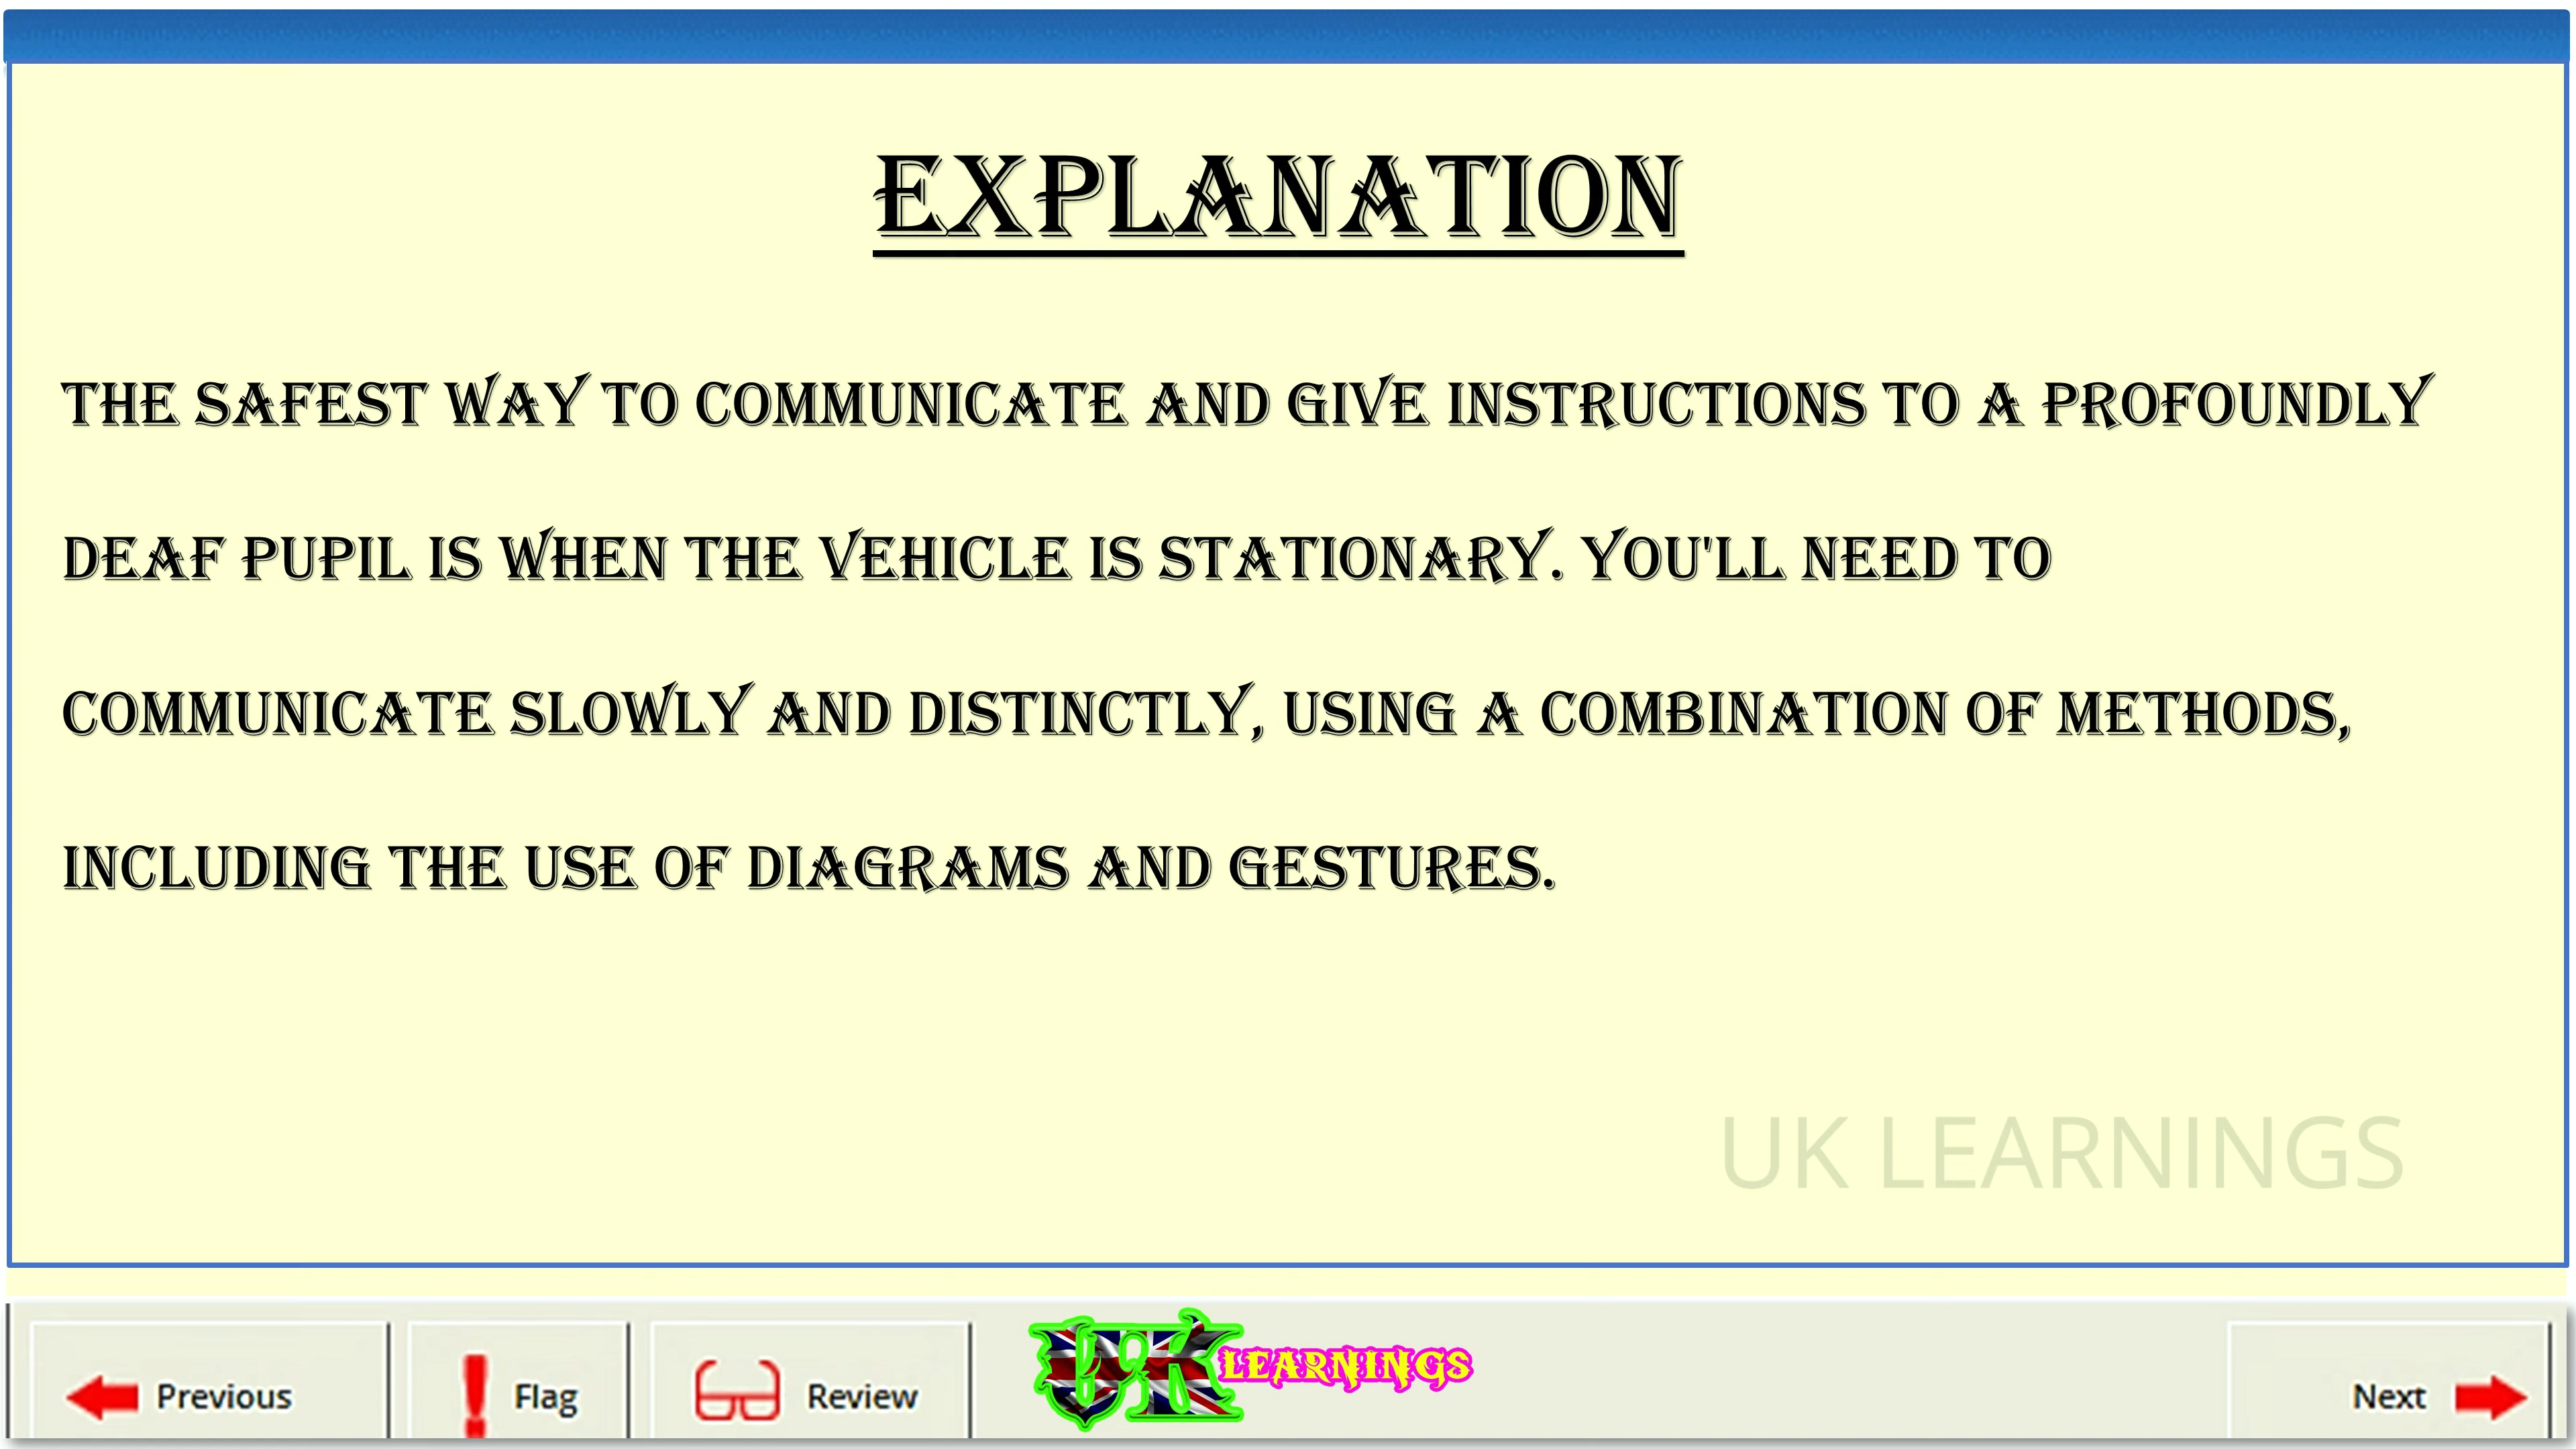 EXPLANATION
THE SAFEST WAY TO COMMUNICATE AND GIVE INSTRUCTIONS TO A PROFOUNDLY
DEAF PUPIL IS WHEN THE VEHICLE IS STATIONARY. YOU'LL NEED TO
COMMUNICATE SLOWLY AND DISTINCTLY, USING A COMBINATION OF METHODS,
INCLUDING THE USE OF DIAGRAMS AND GESTURES.
UK LEARNINGS
Previous
Flag
Review
UK LEARNINGS
Next